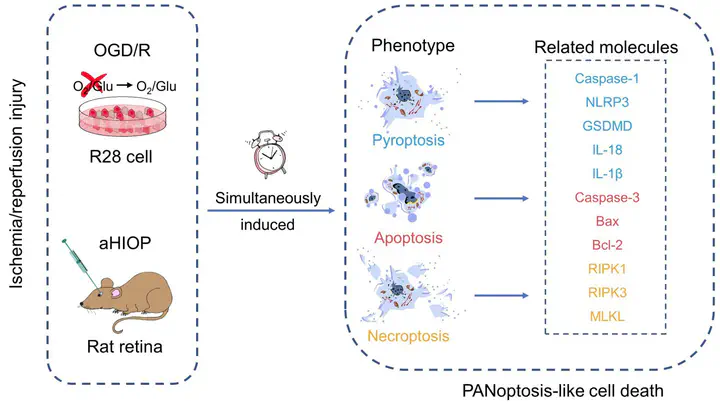 Ischemia/reperfusion injury
OGD/R
O₂/Glu → O₂/Glu
R28 cell
aHIOP
Rat retina
Simultaneously
induced
Phenotype
Pyroptosis
Apoptosis
Necroptosis
Related molecules
Caspase-1
NLRP3
GSDMD
IL-18
IL-1β
Caspase-3
Bax
Bcl-2
RIPK1
RIPK3
MLKL
PANoptosis-like cell death